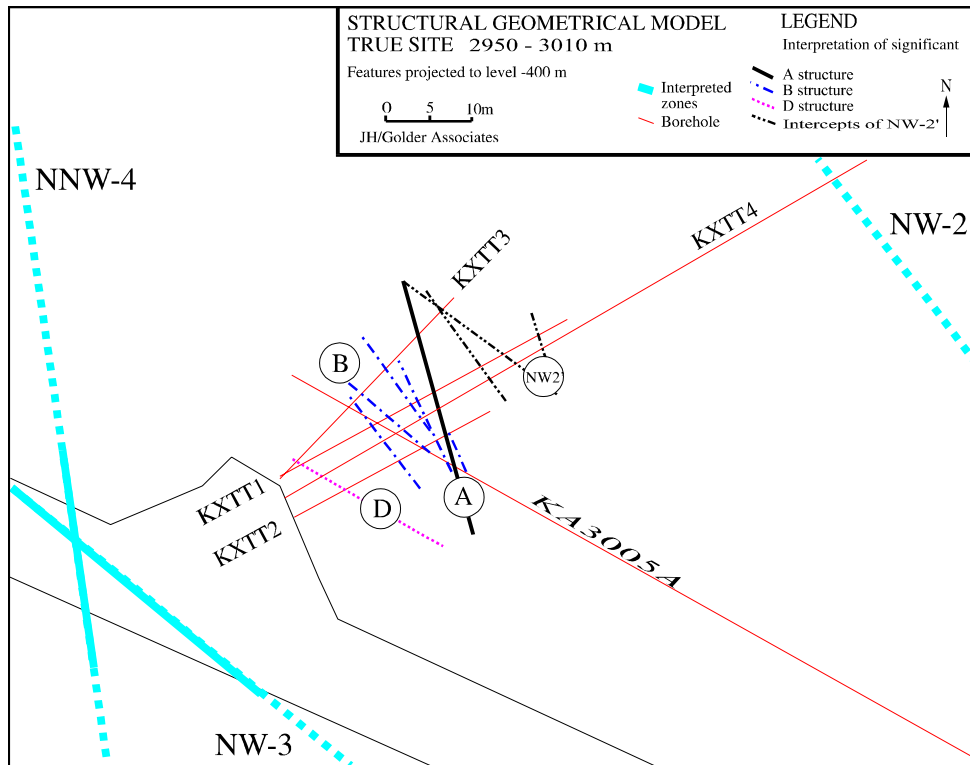 STRUCTURAL GEOMETRICAL MODEL
TRUE SITE 2950 - 3010 m
Features projected to level -400 m
0 5 10m
JH/Golder Associates
LEGEND
Interpretation of significant
Interpreted
zones
Borehole
A structure
B structure
D structure
Intercepts of NW-2'
N
NNW-4
NW-2
KXTT4
KXTT3
B
NW2'
A
D
KXTT1
KXTT2
KA3005A
NW-3